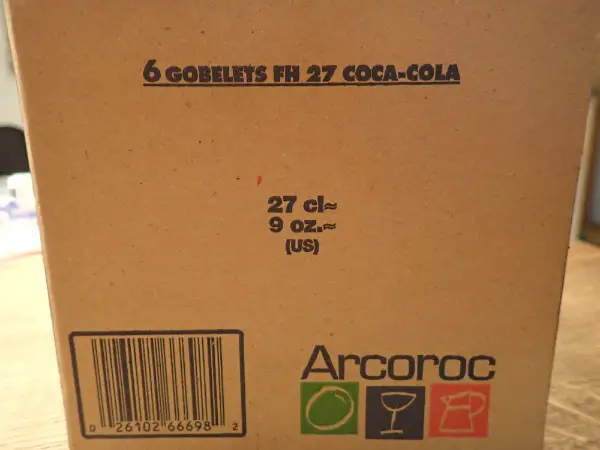 6 GOBELETS FH 27 COCA-COLA
27 cl≈
9 oz.≈
(US)
Arcoroc
0 26102 66698 2